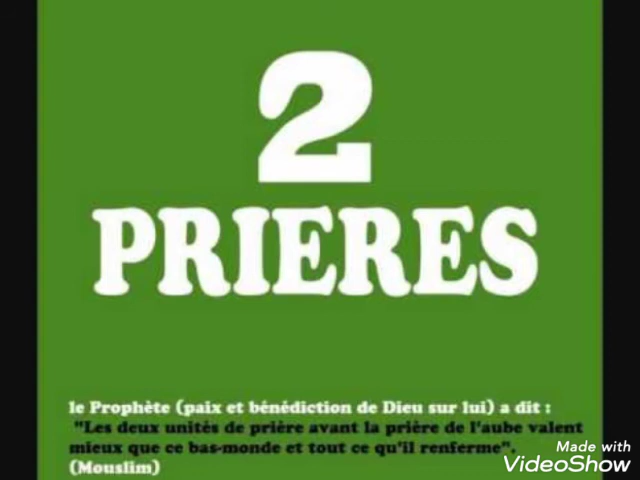 2
PRIERES
le Prophète (paix et bénédiction de Dieu sur lui) a dit :
"Les deux unités de prière avant la prière de l'aube valent
mieux que ce bas-monde et tout ce qu'il renferme".
(Mouslim)
Made with
VideoShow